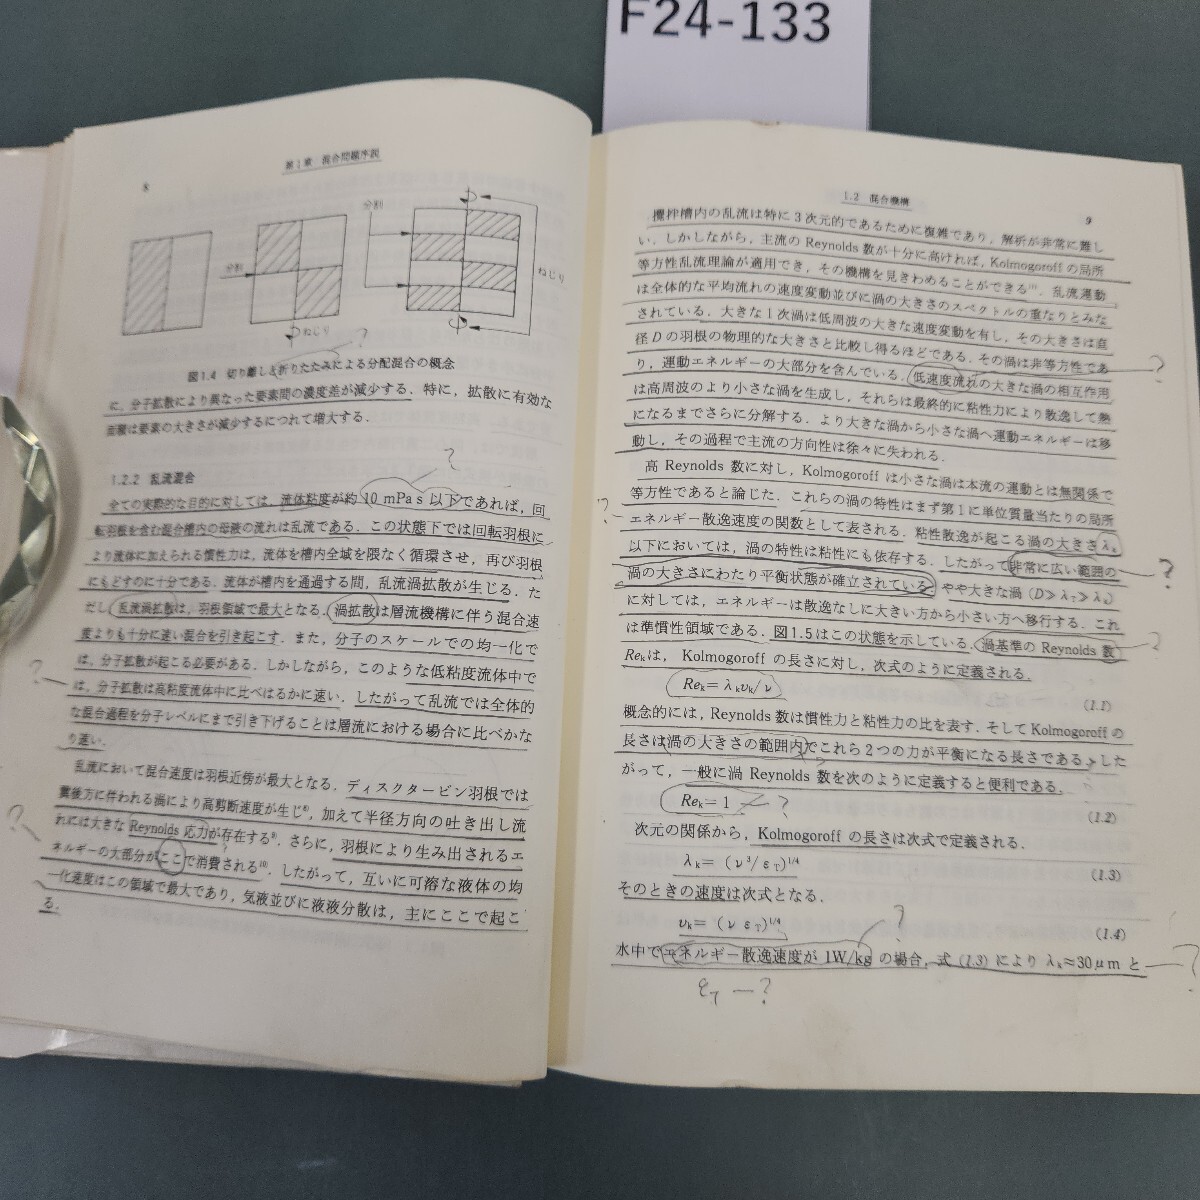 F24-133
第1章 混合問題序説
8
分割
分割
ねじり
ねじり
図1.4 切り離しと折りたたみによる分配混合の概念
に，分子拡散により異なった要素間の濃度差が減少する．特に，拡散に有効な
面積は要素の大きさが減少するにつれて増大する．
?
1.2.2 乱流混合
全ての実際的な目的に対しては，流体粘度が約 10 mPa s 以下であれば，回
転羽根を含む混合槽内の母液の流れは乱流である．この状態下では回転羽根に
より流体に加えられる慣性力は，流体を槽内全域を隈なく循環させ，再び羽根
にもどすのに十分である．流体が槽内を通過する間，乱流渦拡散が生じる．た
だし，乱流渦拡散は，羽根領域で最大となる．渦拡散は層流機構に伴う混合速
度よりも十分に速い混合を引き起こす．また，分子のスケールでの均一化で
は，分子拡散が起こる必要がある．しかしながら，このような低粘度流体中で
は，分子拡散は高粘度流体中に比べはるかに速い．したがって乱流では全体的
な混合過程を分子レベルにまで引き下げることは層流における場合に比べかな
り速い．
乱流において混合速度は羽根近傍が最大となる．ディスクタービン羽根では
翼後方に伴われる渦により高剪断速度が生じ⁸⁾，加えて半径方向の吐き出し流
れには大きな Reynolds 応力が存在する⁹⁾．さらに，羽根により生み出されるエ
ネルギーの大部分がここで消費される¹⁰⁾．したがって，互いに可溶な液体の均
一化速度はこの領域で最大であり，気液並びに液液分散は，主にここで起こ
る．
1.2 混合機構
9
攪拌槽内の乱流は特に3次元的であるために複雑であり，解析が非常に難し
い．しかしながら，主流の Reynolds 数が十分に高ければ，Kolmogoroff の局所
等方性乱流理論が適用でき，その機構を見きわめることができる¹¹⁾．乱流運動
は全体的な平均流れの速度変動並びに渦の大きさのスペクトルの重なりとみな
されている．大きな1次渦は低周波の大きな速度変動を有し，その大きさは直
径 D の羽根の物理的な大きさと比較し得るほどである．その渦は非等方性であ
り，運動エネルギーの大部分を含んでいる．低速度流れの大きな渦の相互作用
は高周波のより小さな渦を生成し，それらは最終的に粘性力により散逸して熱
になるまでさらに分解する．より大きな渦から小さな渦へ運動エネルギーは移
動し，その過程で主流の方向性は徐々に失われる．
高 Reynolds 数に対し，Kolmogoroff は小さな渦は本流の運動とは無関係で
等方性であると論じた．これらの渦の特性はまず第1に単位質量当たりの局所
エネルギー散逸速度の関数として表される．粘性散逸が起こる渦の大きさ λk
以下においては，渦の特性は粘性にも依存する．したがって非常に広い範囲の
渦の大きさにわたり平衡状態が確立されている．やや大きな渦（D≫λT≫λk）
に対しては，エネルギーは散逸なしに大きい方から小さい方へ移行する．これ
は準慣性領域である．図1.5はこの状態を示している．渦基準の Reynolds 数
Rekは，Kolmogoroff の長さに対し，次式のように定義される．
Rek＝λkυk/ν
(1.1)
概念的には，Reynolds 数は慣性力と粘性力の比を表す．そして Kolmogoroff の
長さは渦の大きさの範囲内でこれら2つの力が平衡になる長さである．した
がって，一般に渦 Reynolds 数を次のように定義すると便利である．
Rek＝1
?
(1.2)
次元の関係から，Kolmogoroff の長さは次式で定義される．
λk＝（ν³/εT）1/4
(1.3)
そのときの速度は次式となる．
υk＝（ν εT）1/4
(1.4)
水中でエネルギー散逸速度が 1W/kg の場合，式 (1.3) により λk≈30μm と
εT — ?